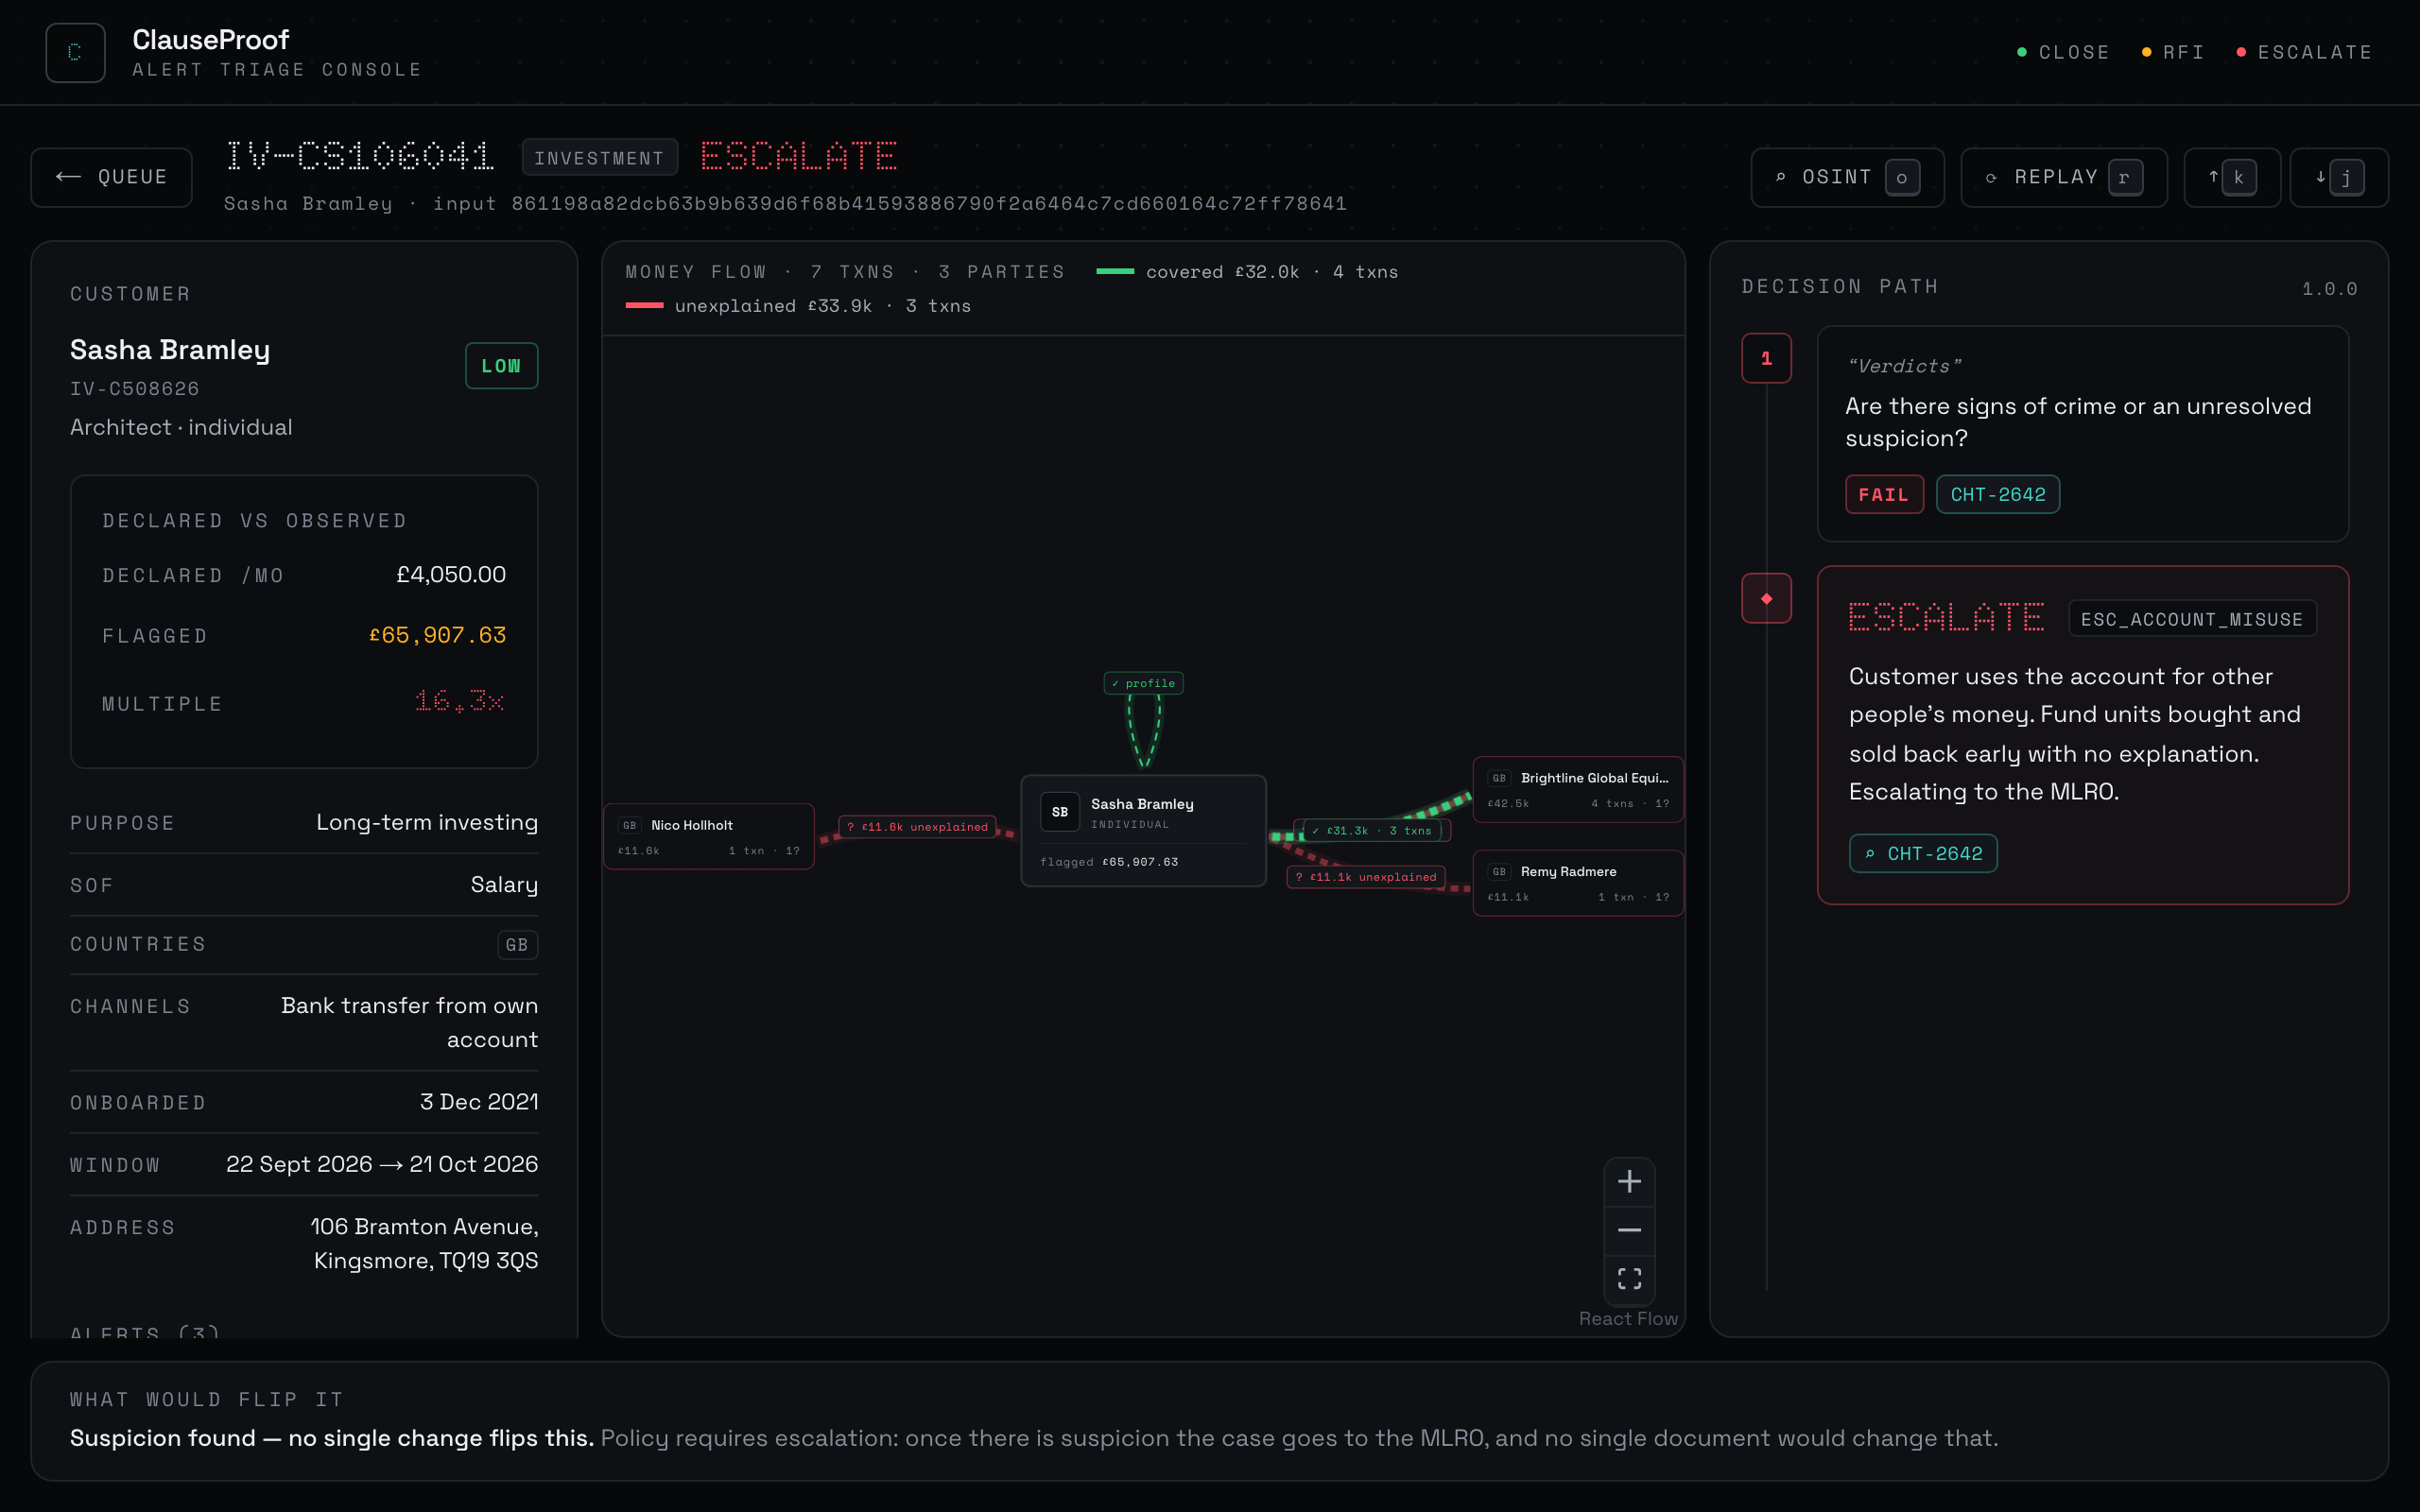 C
ClauseProof
ALERT TRIAGE CONSOLE
CLOSE
RFI
ESCALATE
← QUEUE
IV-CS106041
INVESTMENT
ESCALATE
Sasha Bramley · input 861198a82dcb63b9b639d6f68b41593886790f2a6464c7cd660164c72ff78641
OSINT o
REPLAY r
↑ k
↓ j
CUSTOMER
Sasha Bramley
LOW
IV-C508626
Architect · individual
DECLARED VS OBSERVED
DECLARED /MO £4,050.00
FLAGGED £65,907.63
MULTIPLE 16.3x
PURPOSE Long-term investing
SOF Salary
COUNTRIES GB
CHANNELS Bank transfer from own
account
ONBOARDED 3 Dec 2021
WINDOW 22 Sept 2026 → 21 Oct 2026
ADDRESS 106 Bramton Avenue,
Kingsmore, TQ19 3QS
ALERTS (3)
MONEY FLOW · 7 TXNS · 3 PARTIES
covered £32.0k · 4 txns
unexplained £33.9k · 3 txns
✓ profile
GB Nico Hollholt
£11.6k 1 txn · 1?
? £11.6k unexplained
SB Sasha Bramley
INDIVIDUAL
flagged £65,907.63
✓ £31.3k · 3 txns
? £11.1k unexplained
GB Brightline Global Equi…
£42.5k 4 txns · 1?
GB Remy Radmere
£11.1k 1 txn · 1?
React Flow
DECISION PATH 1.0.0
1
“Verdicts”
Are there signs of crime or an unresolved
suspicion?
FAIL CHT-2642
ESCALATE ESC_ACCOUNT_MISUSE
Customer uses the account for other
people’s money. Fund units bought and
sold back early with no explanation.
Escalating to the MLRO.
CHT-2642
WHAT WOULD FLIP IT
Suspicion found — no single change flips this. Policy requires escalation: once there is suspicion the case goes to the MLRO, and no single document would change that.